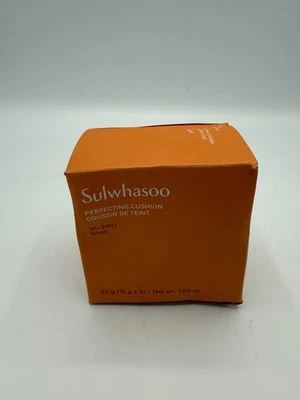 Sulwhasoo
PERFECTING CUSHION
COUSSIN DE TEINT
NO.23N1
SAND
30 g (15 g x 2) / Net wt. 1.05 oz.